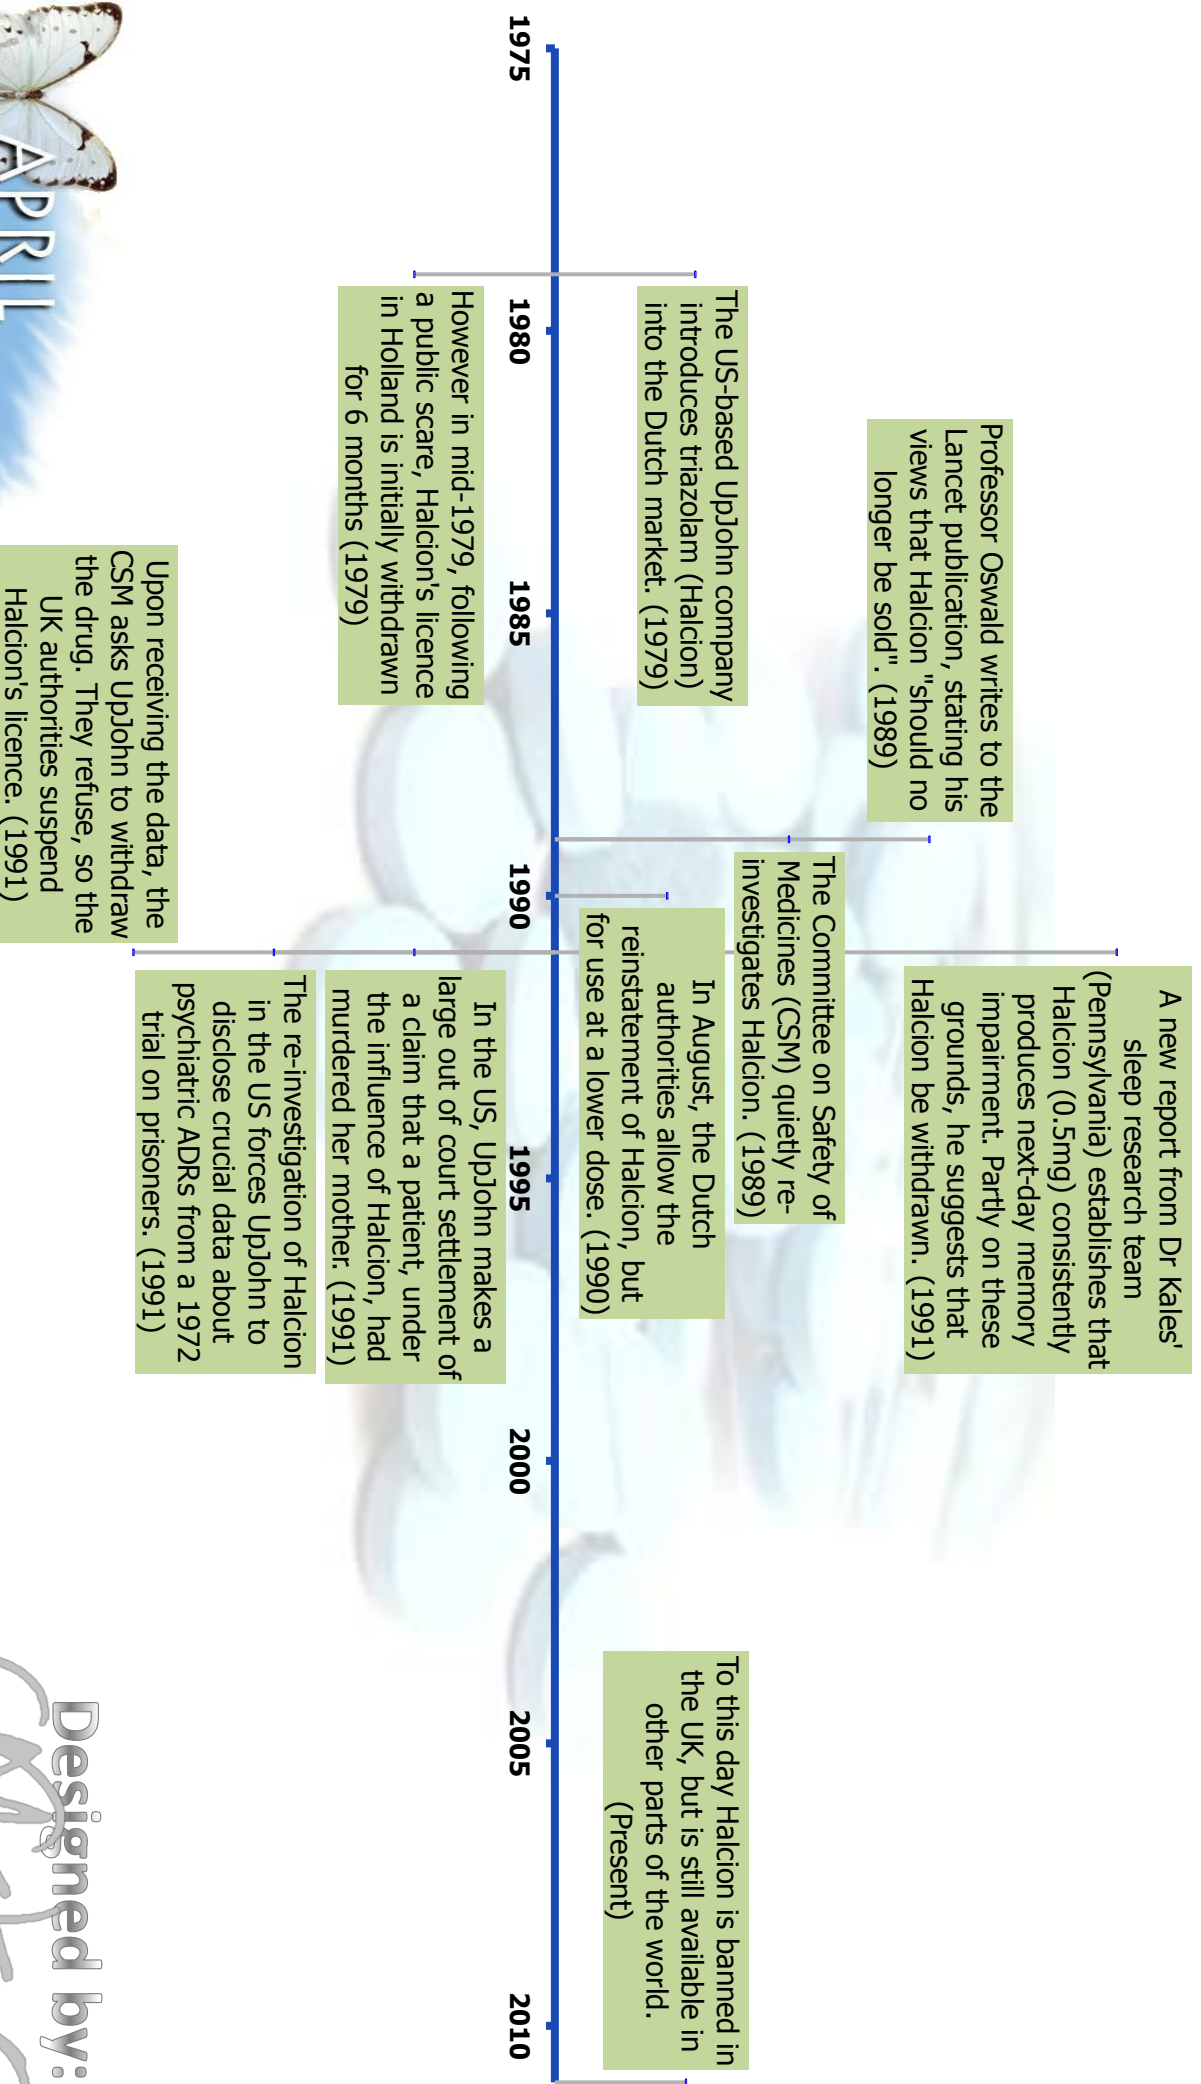 A new report from Dr Kales'
sleep research team
(Pennsylvania) establishes that
Halcion (0.5mg) consistently
produces next-day memory
impairment. Partly on these
grounds, he suggests that
Halcion be withdrawn. (1991)
Professor Oswald writes to the
Lancet publication, stating his
views that Halcion "should no
longer be sold". (1989)
The Committee on Safety of
Medicines (CSM) quietly re-
investigates Halcion. (1989)
The US-based UpJohn company
introduces triazolam (Halcion)
into the Dutch market. (1979)
In August, the Dutch
authorities allow the
reinstatement of Halcion, but
for use at a lower dose. (1990)
To this day Halcion is banned in
the UK, but is still available in
other parts of the world.
(Present)
1975
1980
1985
1990
1995
2000
2005
2010
However in mid-1979, following
a public scare, Halcion's licence
in Holland is initially withdrawn
for 6 months (1979)
In the US, UpJohn makes a
large out of court settlement of
a claim that a patient, under
the influence of Halcion, had
murdered her mother. (1991)
The re-investigation of Halcion
in the US forces UpJohn to
disclose crucial data about
psychiatric ADRs from a 1972
trial on prisoners. (1991)
Upon receiving the data, the
CSM asks UpJohn to withdraw
the drug. They refuse, so the
UK authorities suspend
Halcion's licence. (1991)
APRIL
Designed by: